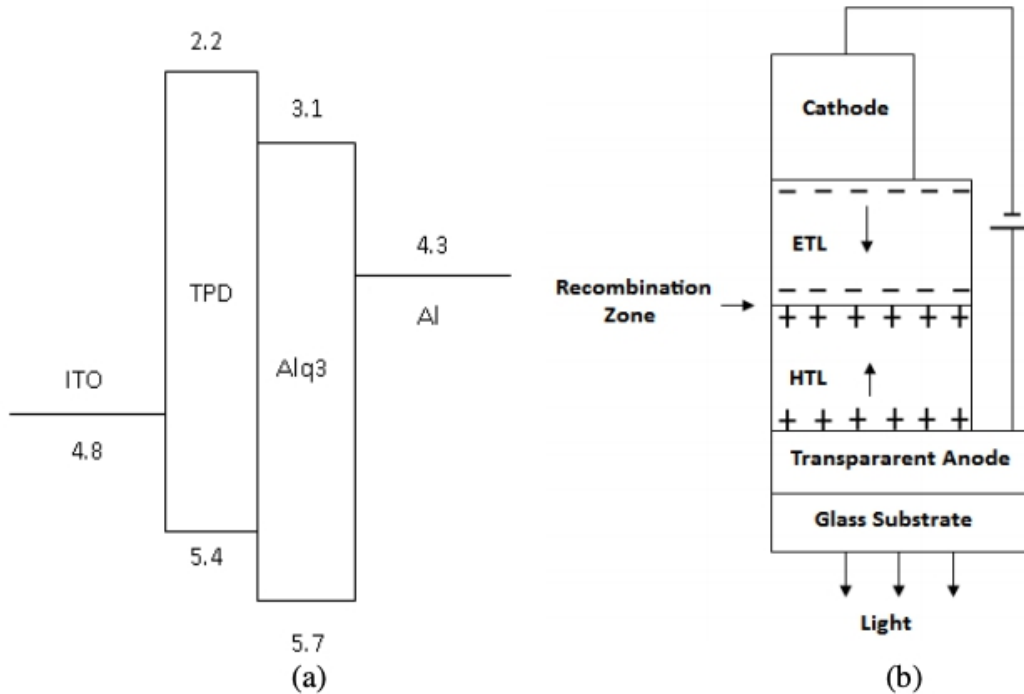 2.2
3.1
4.3
TPD
Al
Alq3
ITO
4.8
5.4
5.7
(a)
Cathode
ETL
Recombination
Zone
HTL
Transpararent Anode
Glass Substrate
Light
(b)